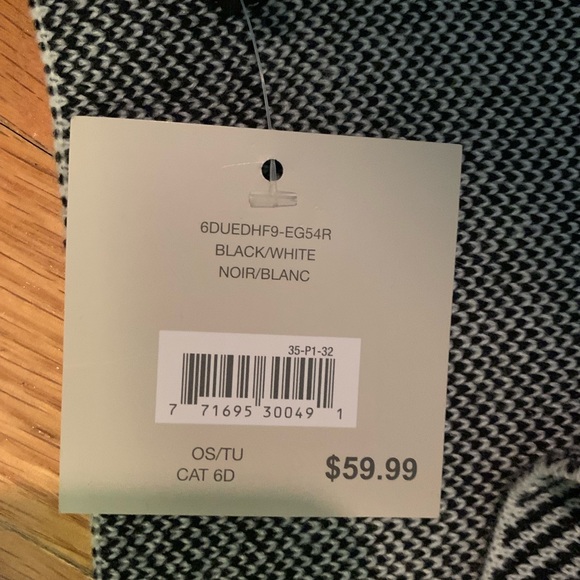 6DUEDHF9-EG54R
BLACK/WHITE
NOIR/BLANC
35-P1-32
7 71695 30049 1
OS/TU
CAT 6D
$59.99